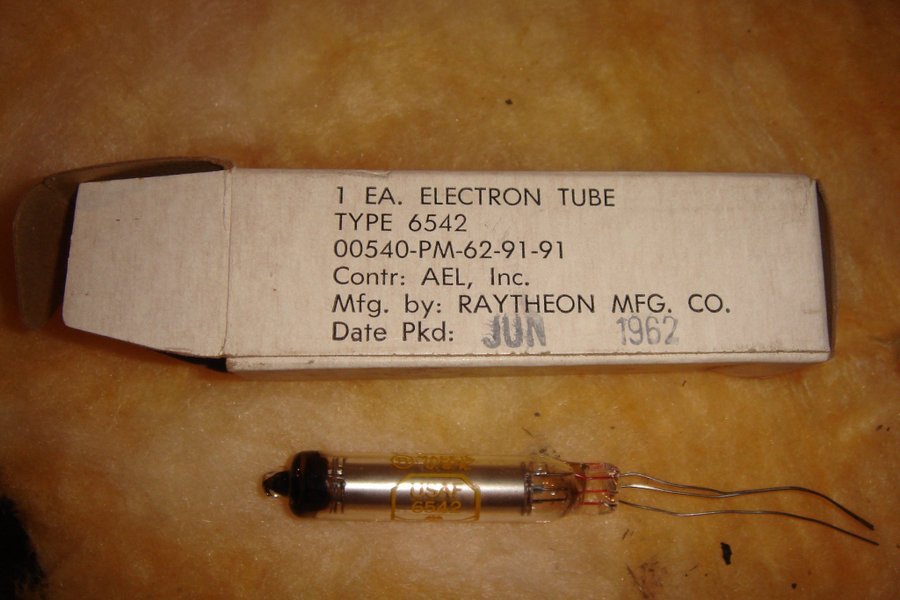 1 EA. ELECTRON TUBE
TYPE 6542
00540-PM-62-91-91
Contr: AEL, Inc.
Mfg. by: RAYTHEON MFG. CO.
Date Pkd: JUN 1962
USAF
6542